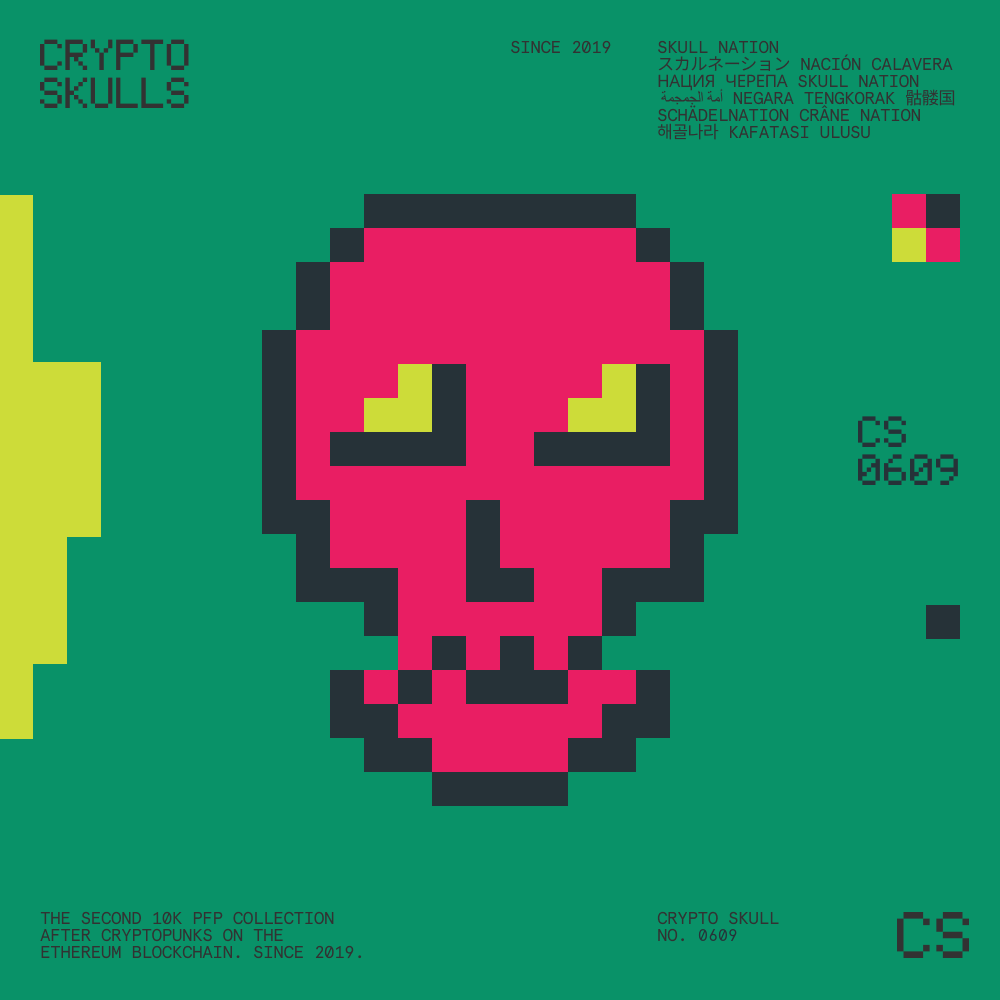 CRYPTO
SKULLS
SINCE 2019
SKULL NATION
スカルネーション NACIÓN CALAVERA
НАЦИЯ ЧЕРЕПА SKULL NATION
أمة الجمجمة NEGARA TENGKORAK 骷髅国
SCHÄDELNATION CRÂNE NATION
해골나라 KAFATASI ULUSU
CS
0609
THE SECOND 10K PFP COLLECTION
AFTER CRYPTOPUNKS ON THE
ETHEREUM BLOCKCHAIN. SINCE 2019.
CRYPTO SKULL
NO. 0609
CS